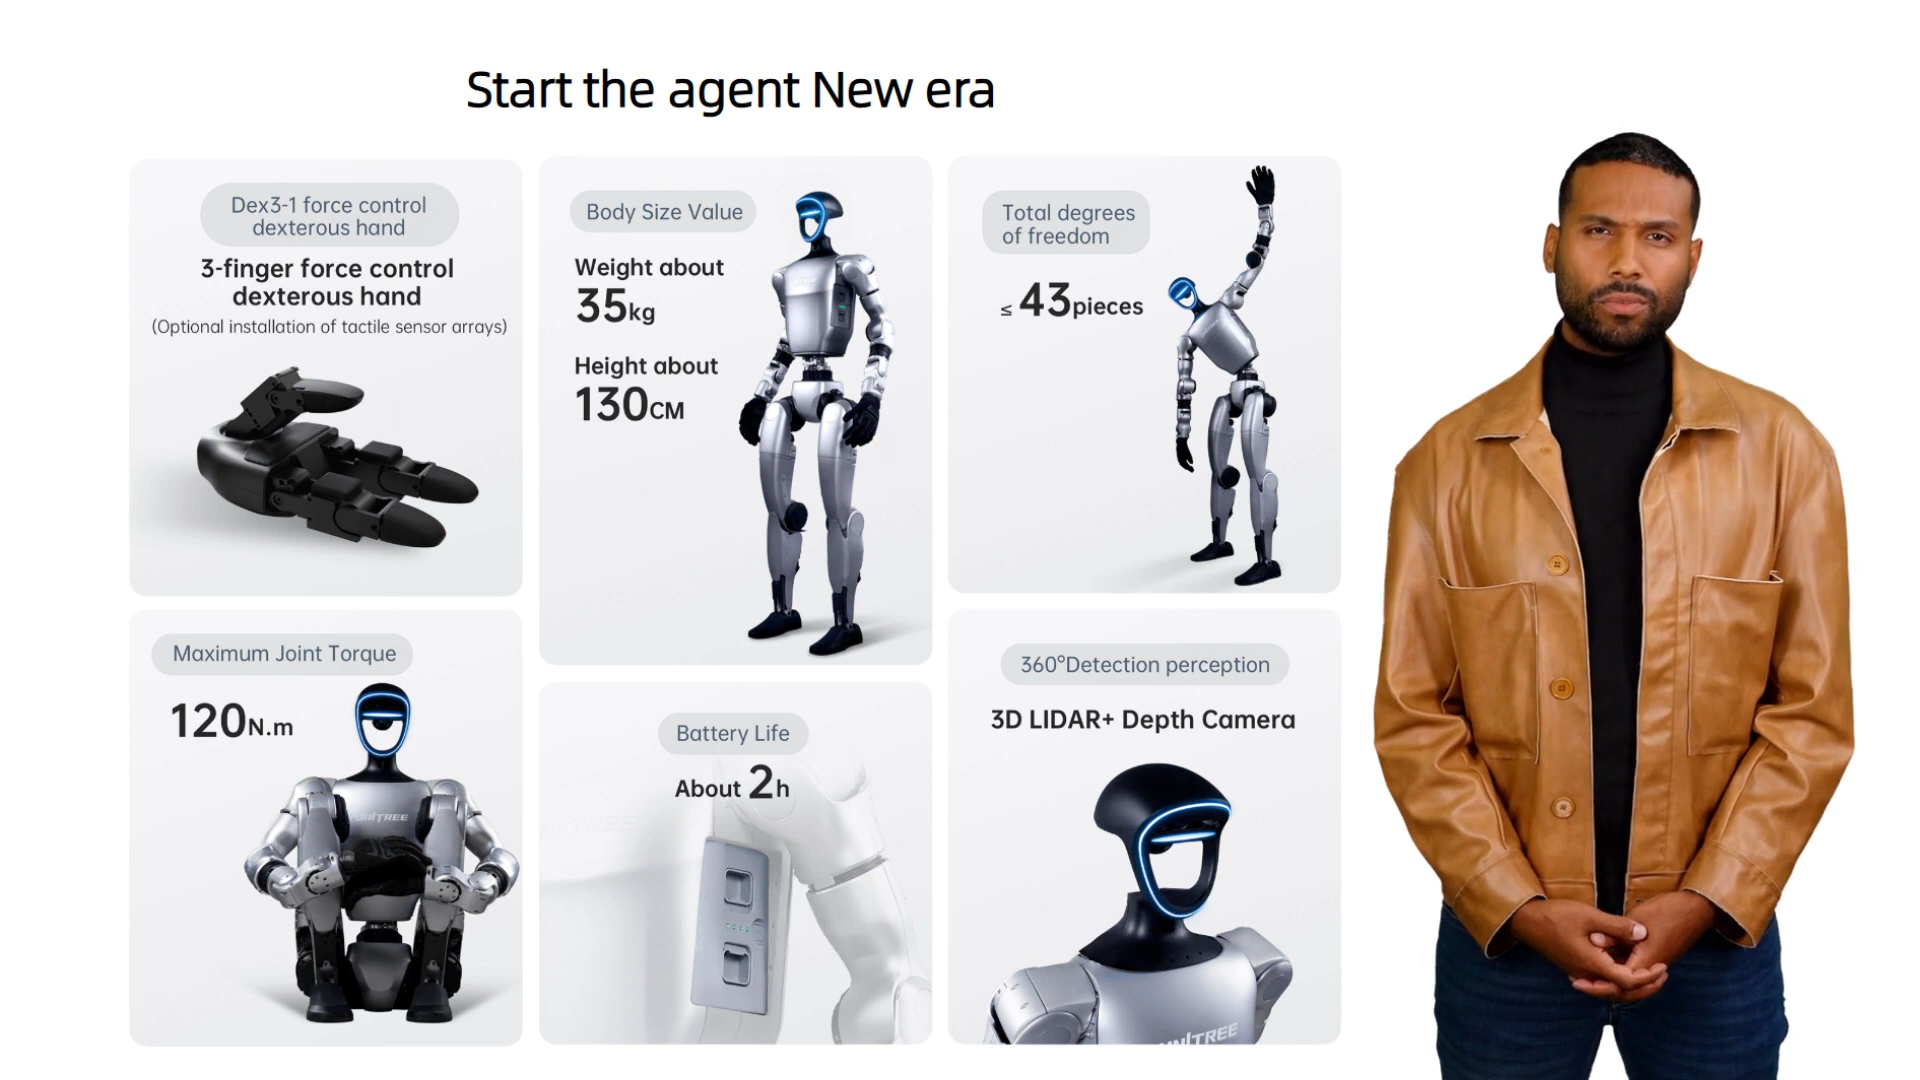 Start the agent New era
Dex3-1 force control
dexterous hand
3-finger force control
dexterous hand
(Optional installation of tactile sensor arrays)
Body Size Value
Weight about
35kg
Height about
130CM
Total degrees
of freedom
≤ 43pieces
Maximum Joint Torque
120N.m
UNITREE
Battery Life
About 2h
UNITREE
360°Detection perception
3D LIDAR+ Depth Camera
UNITREE